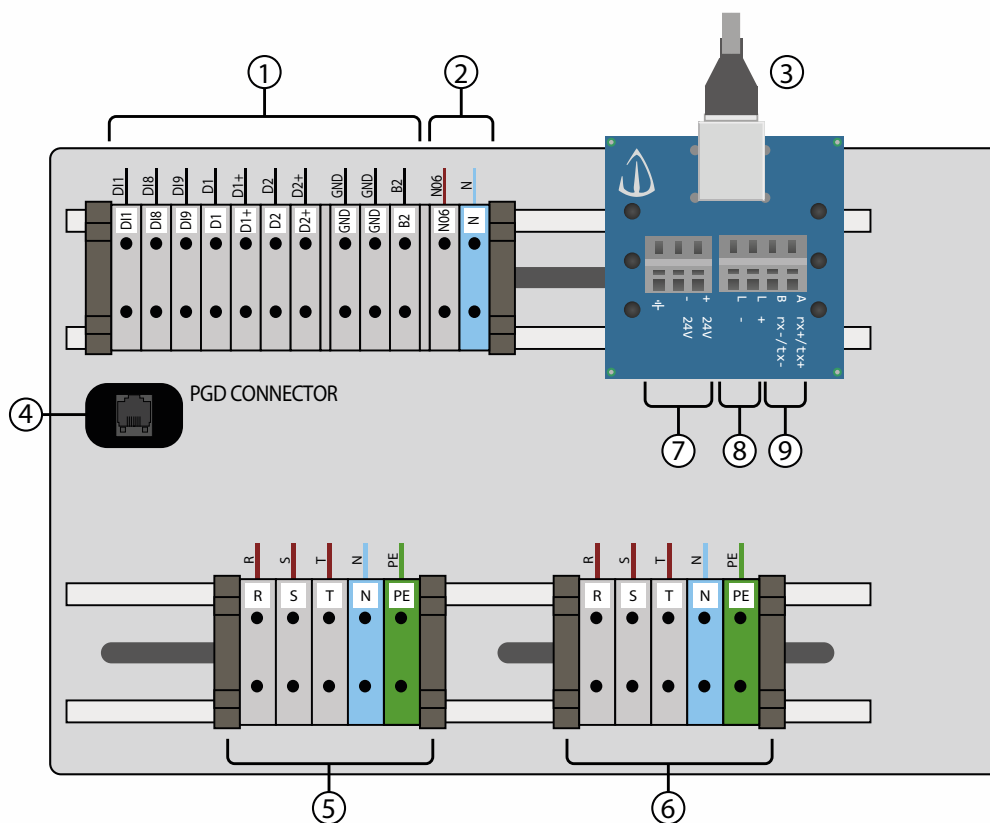 1
2
3
DI1 DI8 DI9 D1 D1+ D2 D2+ GND GND B2 N06 N
DI1 DI8 DI9 D1 D1+ D2 D2+ GND GND B2 N06 N
- 24V
+ 24V
L -
L +
B rx-/tx-
A rx+/tx+
4
PGD CONNECTOR
7
8
9
R S T N PE
R S T N PE
R S T N PE
R S T N PE
5
6